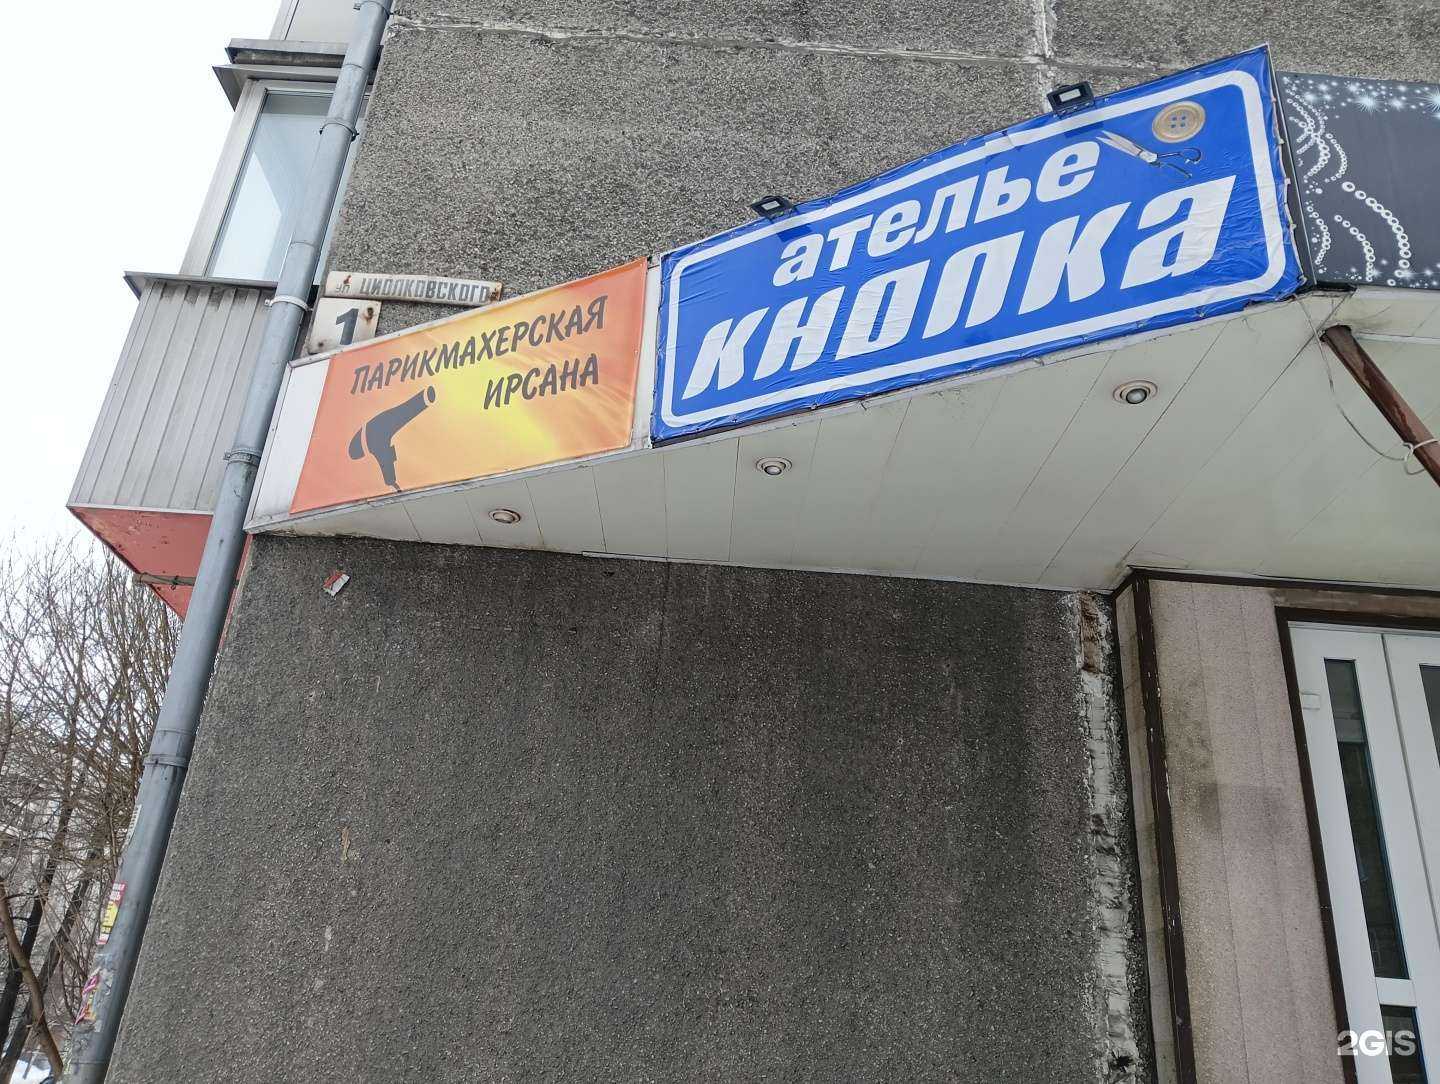 ул ЦИОЛКОВСКОГО
1
ПАРИКМАХЕРСКАЯ
ИРСАНА
ателье
кнопка
2GIS